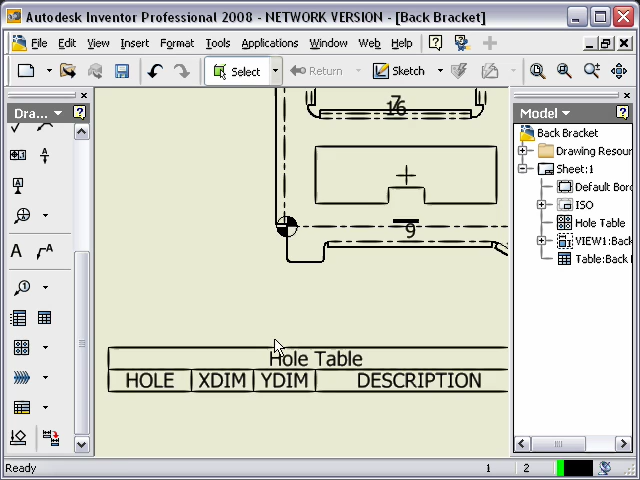 Autodesk Inventor Professional 2008 - NETWORK VERSION - [Back Bracket]
File Edit View Insert Format Tools Applications Window Web Help
Select Return Sketch
Dra...
Model
Back Bracket
Drawing Resour
Sheet:1
Default Bord
ISO
Hole Table
VIEW1:Back
Table:Back
7
16
9
A A
1
Hole Table
HOLE XDIM YDIM DESCRIPTION
Ready 1 2